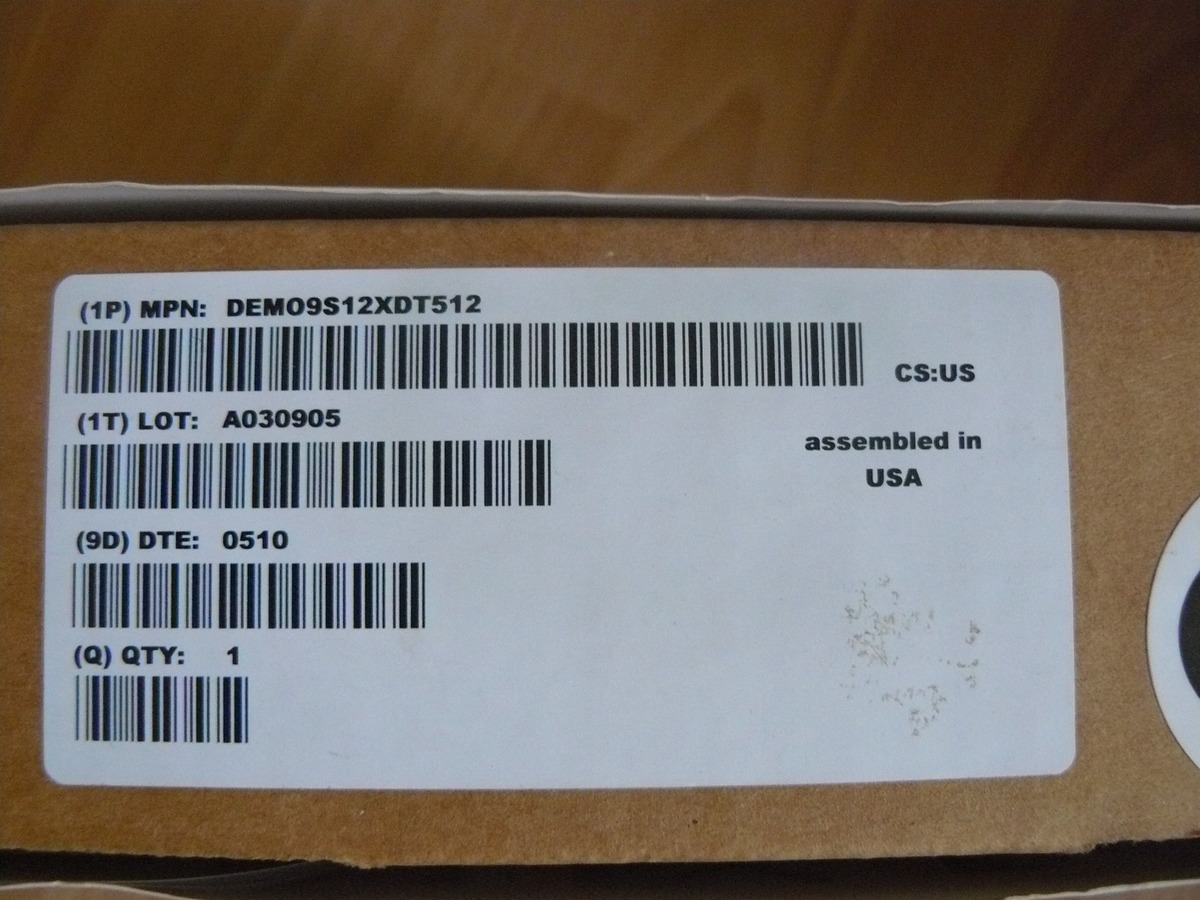 (1P) MPN: DEMO9S12XDT512
CS:US
(1T) LOT: A030905
assembled in
USA
(9D) DTE: 0510
(Q) QTY: 1